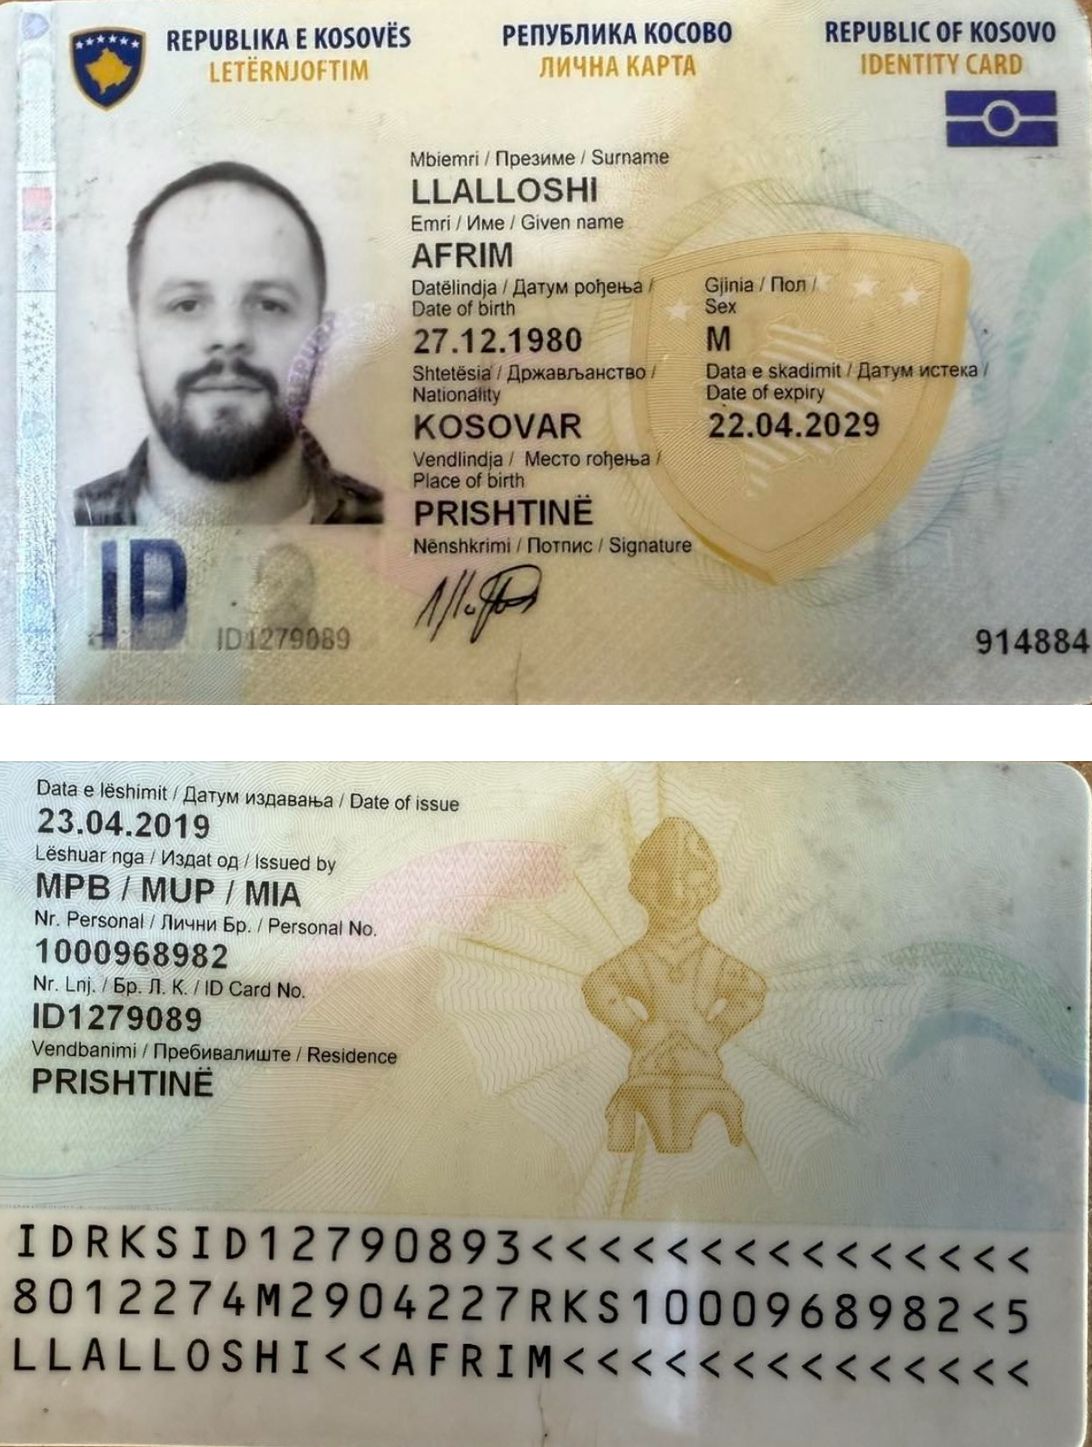 REPUBLIKA E KOSOVËS
LETËRNJOFTIM
РЕПУБЛИКА КОСОВО
ЛИЧНА КАРТА
REPUBLIC OF KOSOVO
IDENTITY CARD
Mbiemri / Презиме / Surname
LLALLOSHI
Emri / Име / Given name
AFRIM
Datëlindja / Датум рођења /
Date of birth
27.12.1980
Gjinia / Пол /
Sex
M
Shtetësia / Држављанство /
Nationality
KOSOVAR
Data e skadimit / Датум истека /
Date of expiry
22.04.2029
Vendlindja / Место рођења /
Place of birth
PRISHTINË
Nënshkrimi / Потпис / Signature
ID
ID1279089
914884
Data e lëshimit / Датум издавања / Date of issue
23.04.2019
Lëshuar nga / Издат од / Issued by
MPB / MUP / MIA
Nr. Personal / Лични Бр. / Personal No.
1000968982
Nr. Lnj. / Бр. Л. К. / ID Card No.
ID1279089
Vendbanimi / Пребивалиште / Residence
PRISHTINË
IDRKSID12790893<<<<<<<<<<<<<<<
8012274M2904227RKS1000968982<5
LLALLOSHI<<AFRIM<<<<<<<<<<<<<<